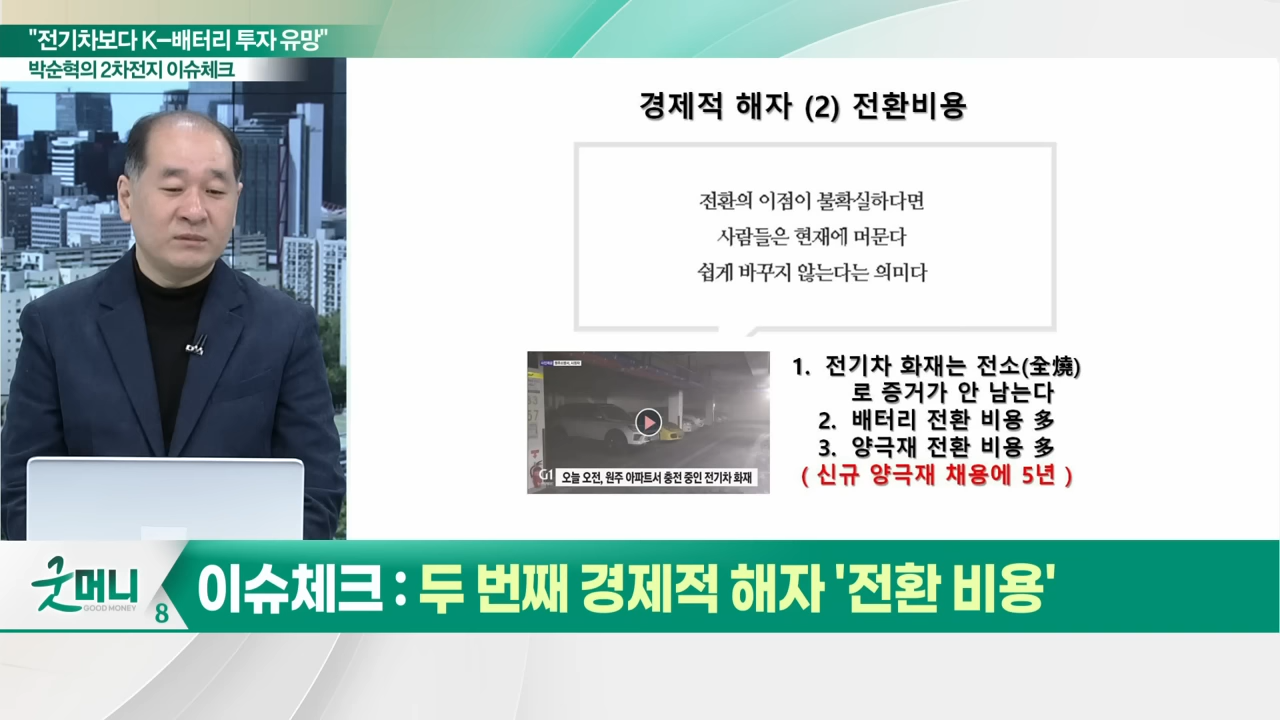 "전기차보다 K-배터리 투자 유망"
박순혁의 2차전지 이슈체크
경제적 해자 (2) 전환비용
전환의 이점이 불확실하다면
사람들은 현재에 머문다
쉽게 바꾸지 않는다는 의미다
G1
오늘 오전, 원주 아파트서 충전 중인 전기차 화재
1. 전기차 화재는 전소(全燒)
로 증거가 안 남는다
2. 배터리 전환 비용 多
3. 양극재 전환 비용 多
( 신규 양극재 채용에 5년 )
굿머니
GOOD MONEY
8
이슈체크 : 두 번째 경제적 해자 '전환 비용'